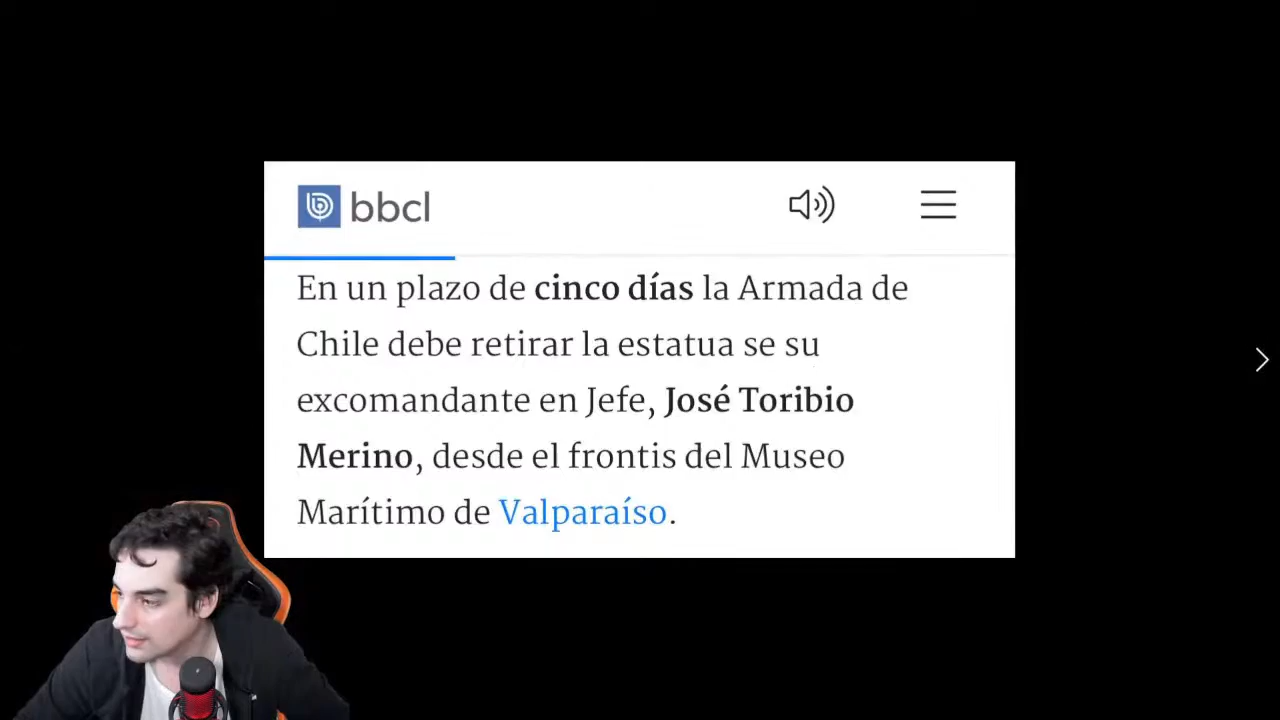 bbcl
En un plazo de cinco días la Armada de
Chile debe retirar la estatua se su
excomandante en Jefe, José Toribio
Merino, desde el frontis del Museo
Marítimo de Valparaíso.